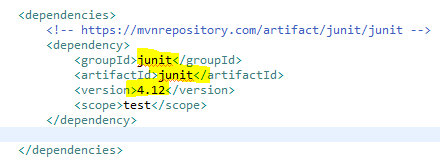 <dependencies>
<!-- https://mvnrepository.com/artifact/junit/junit -->
<dependency>
<groupId>junit</groupId>
<artifactId>junit</artifactId>
<version>4.12</version>
<scope>test</scope>
</dependency>
</dependencies>